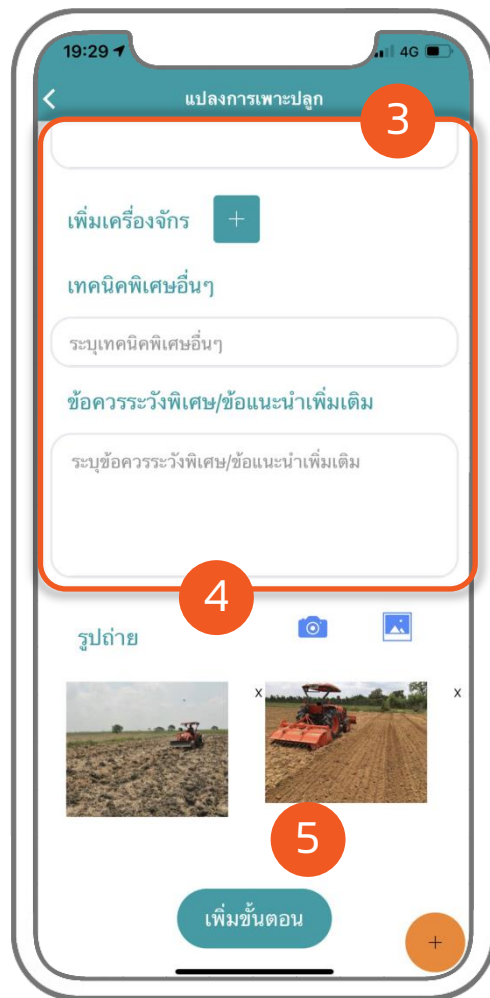 19:29
4G
แปลงการเพาะปลูก
3
เพิ่มเครื่องจักร +
เทคนิคพิเศษอื่นๆ
ระบุเทคนิคพิเศษอื่นๆ
ข้อควรระวังพิเศษ/ข้อแนะนำเพิ่มเติม
ระบุข้อควรระวังพิเศษ/ข้อแนะนำเพิ่มเติม
4
รูปถ่าย
x
x
5
เพิ่มขั้นตอน
+